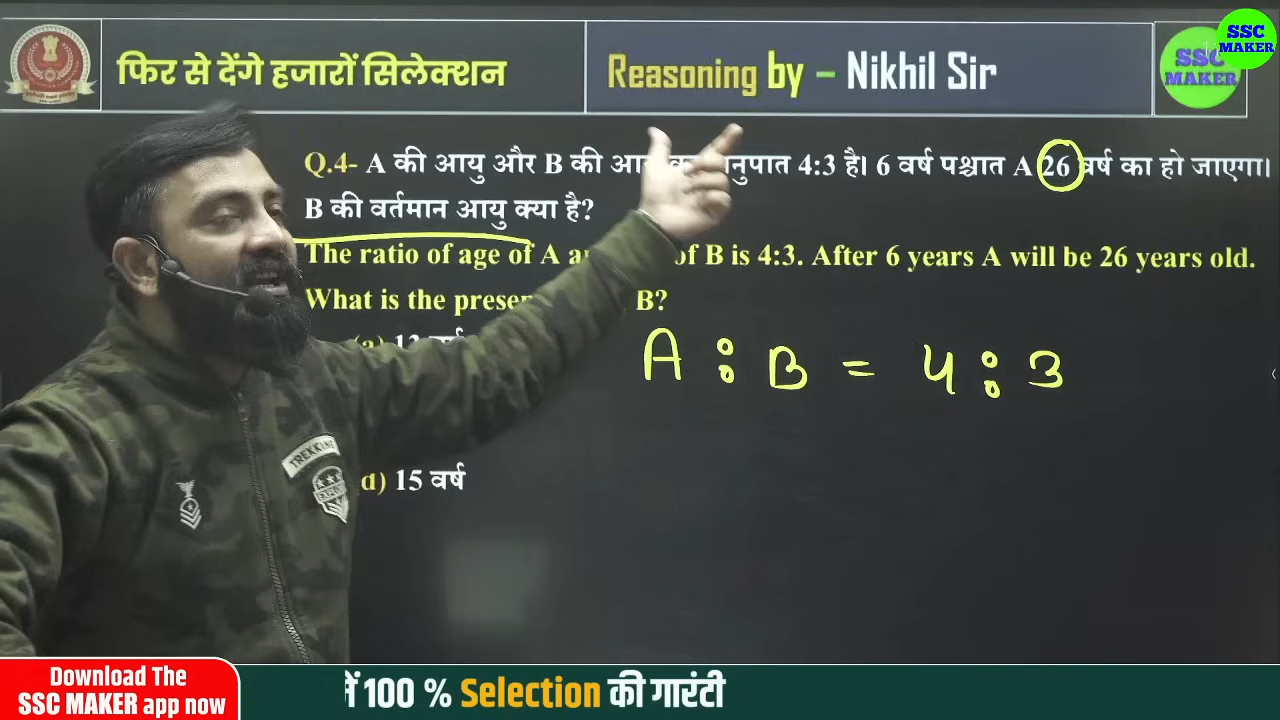 फिर से देंगे हजारों सिलेक्शन
Reasoning by – Nikhil Sir
SSC MAKER
SSC MAKER
Q.4- A की आयु और B की 4:3 है। 6 वर्ष पश्चात A 26 वर्ष का हो जाएगा।
B की वर्तमान आयु क्या है?
The ratio of age of A of B is 4:3. After 6 years A will be 26 years old.
What is the B?
A : B = 4 : 3
(d) 15 वर्ष
TREKKING
Download The
SSC MAKER app now
में 100 % Selection की गारंटी